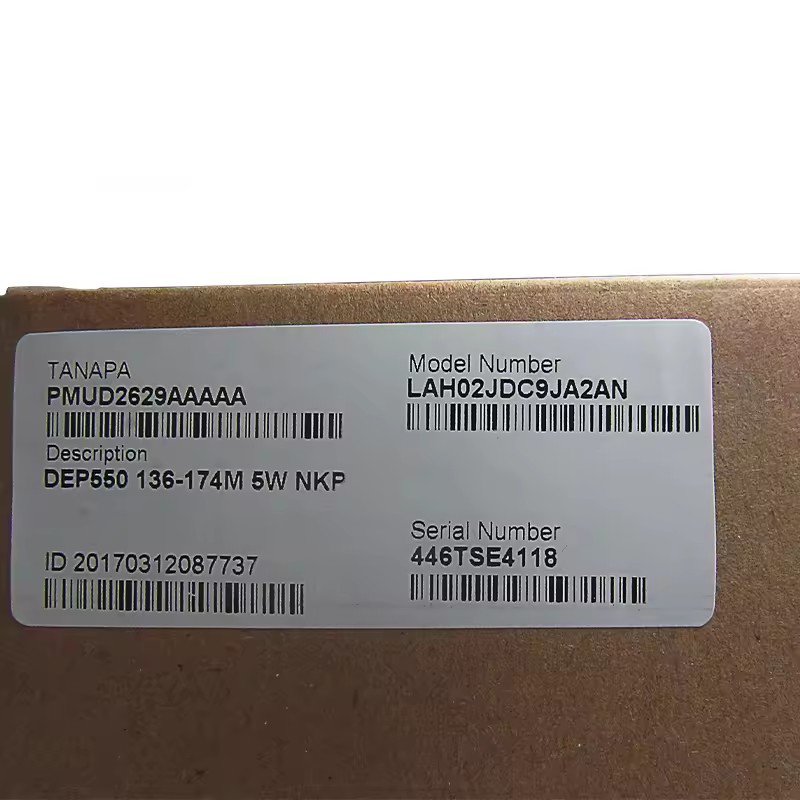 TANAPA
PMUD2629AAAAA
Description
DEP550 136-174M 5W NKP
ID 20170312087737
Model Number
LAH02JDC9JA2AN
Serial Number
446TSE4118